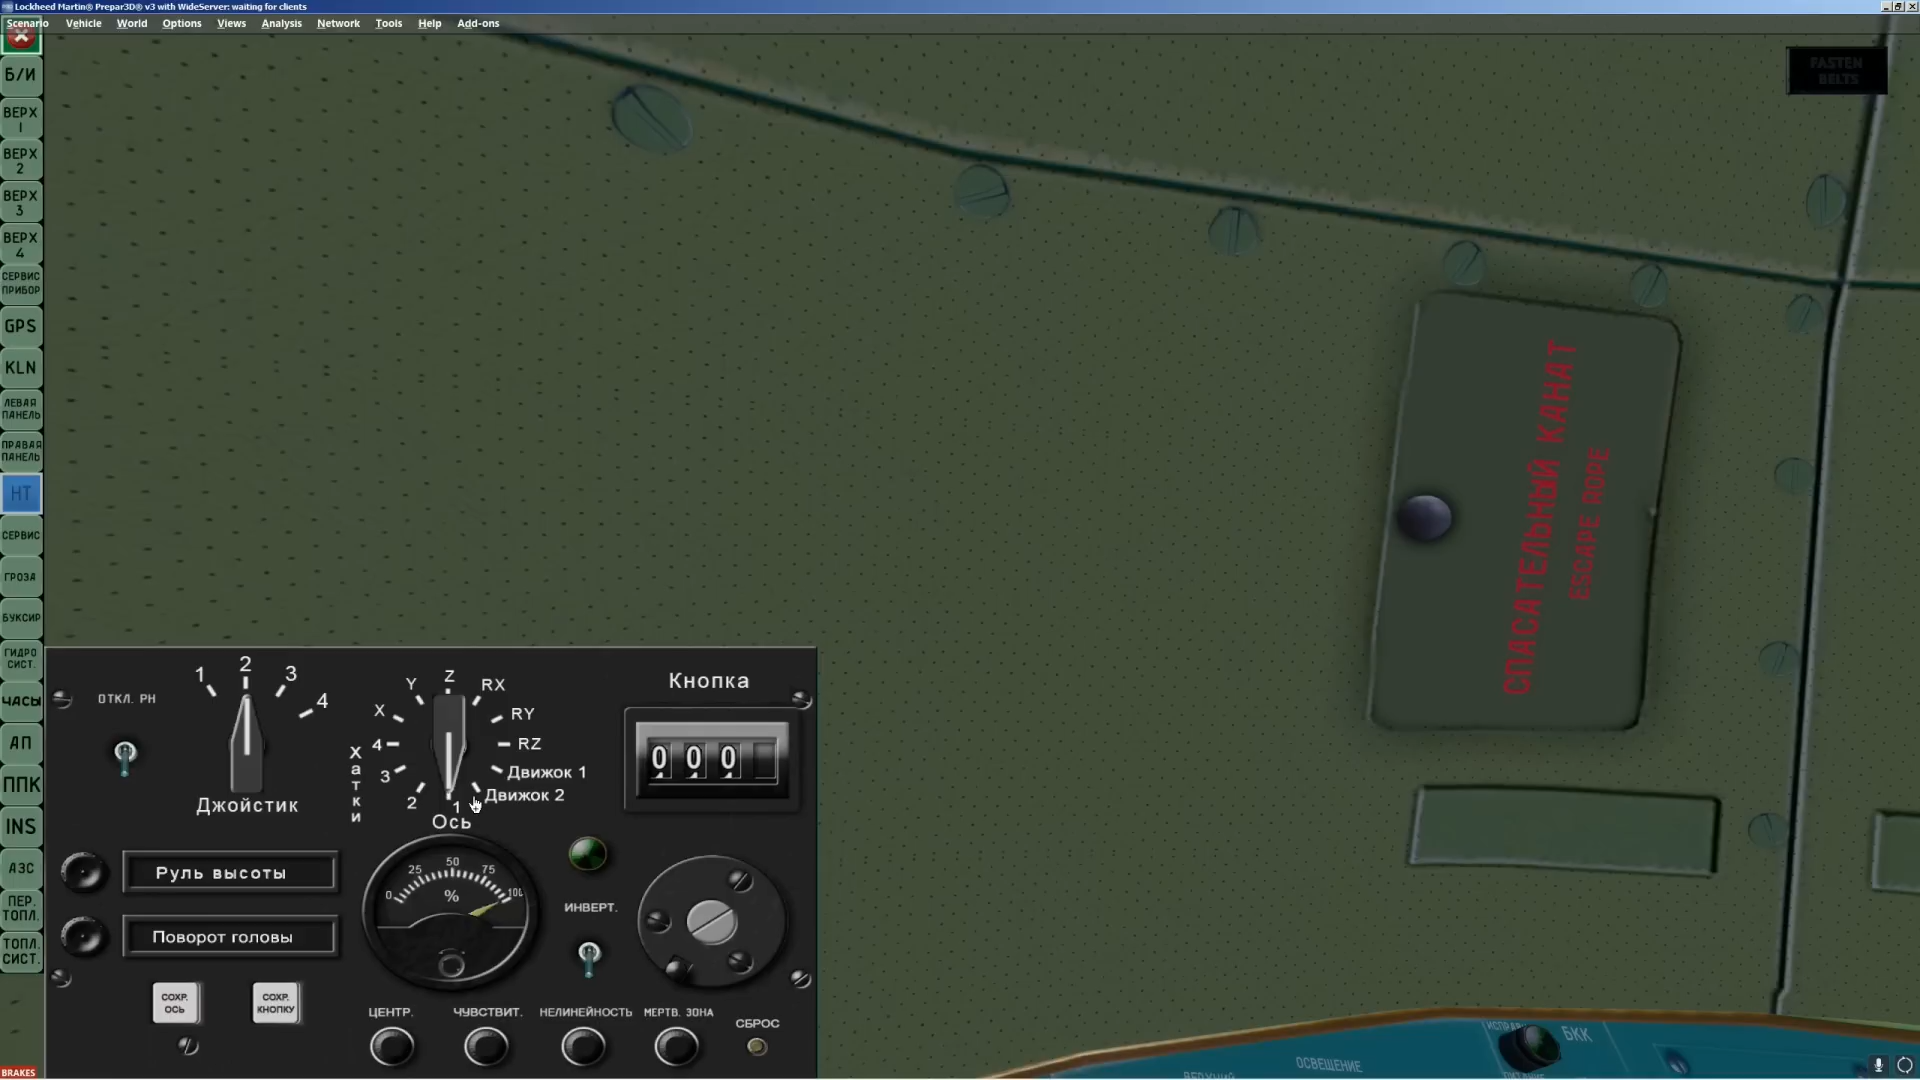 Lockheed Martin® Prepar3D® v3 with WideServer: waiting for clients
Scenario Vehicle World Options Views Analysis Network Tools Help Add-ons
FASTEN
BELTS
Б/И
ВЕРХ
1
ВЕРХ
2
ВЕРХ
3
ВЕРХ
4
СЕРВИС
ПРИБОР
GPS
KLN
ЛЕВАЯ
ПАНЕЛЬ
ПРАВАЯ
ПАНЕЛЬ
НТ
СЕРВИС
ГРОЗА
БУКСИР
ГИДРО
СИСТ.
ЧАСЫ
АП
ППК
INS
АЗС
ПЕР.
ТОПЛ.
ТОПЛ.
СИСТ.
BRAKES
СПАСАТЕЛЬНЫЙ КАНАТ
ESCAPE ROPE
ОТКЛ. РН
1 2 3 4
Джойстик
Хатки
1 2 3 4 X Y Z RX RY RZ
Движок 1
Движок 2
Ось
Кнопка
0 0 0
Руль высоты
Поворот головы
0 25 50 75 100
%
ИНВЕРТ.
СОХР.
ОСЬ
СОХР.
КНОПКУ
ЦЕНТР. ЧУВСТВИТ. НЕЛИНЕЙНОСТЬ МЕРТВ. ЗОНА СБРОС
БКК
ОСВЕЩЕНИЕ